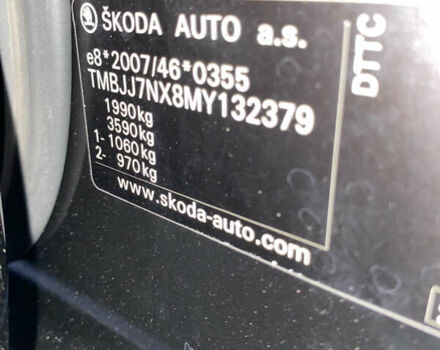 ŠKODA AUTO a.s.
e8*2007/46*0355
TMBJJ7NX8MY132379
1990kg
3590kg
1- 1060kg
2- 970kg
www.skoda-auto.com
DTTC